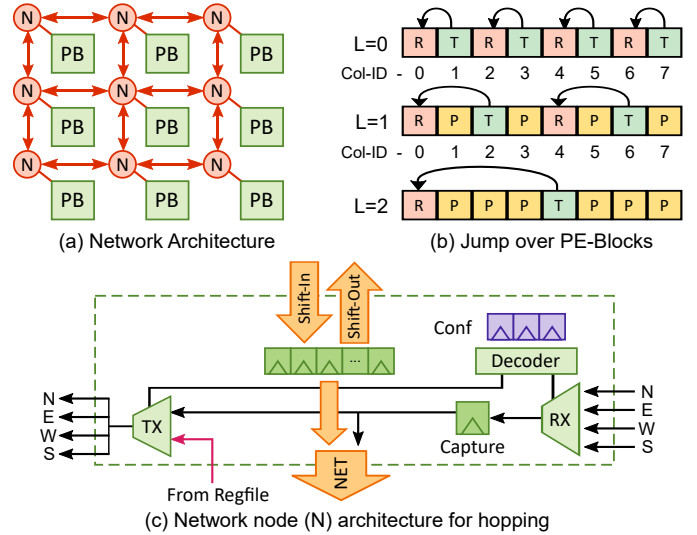 N N N
PB PB PB
N N N
PB PB PB
N N N
PB PB PB
(a) Network Architecture
L=0 R T R T R T R T
Col-ID - 0 1 2 3 4 5 6 7
L=1 R P T P R P T P
Col-ID - 0 1 2 3 4 5 6 7
L=2 R P P P T P P P
(b) Jump over PE-Blocks
Shift-In
Shift-Out
Conf
...
Decoder
N
E
W
S
TX
RX
N
E
W
S
Capture
NET
From Regfile
(c) Network node (N) architecture for hopping